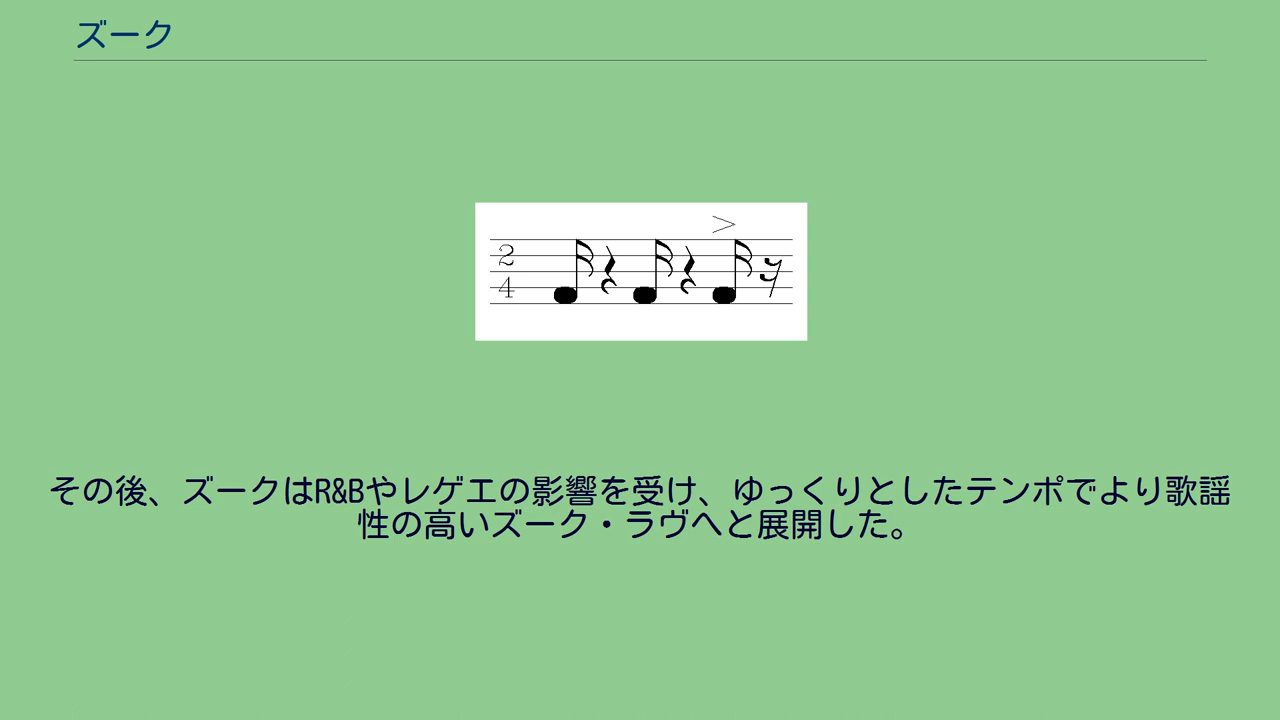 ズーク
2
4
その後、ズークはR&Bやレゲエの影響を受け、ゆっくりとしたテンポでより歌謡
性の高いズーク・ラヴへと展開した。